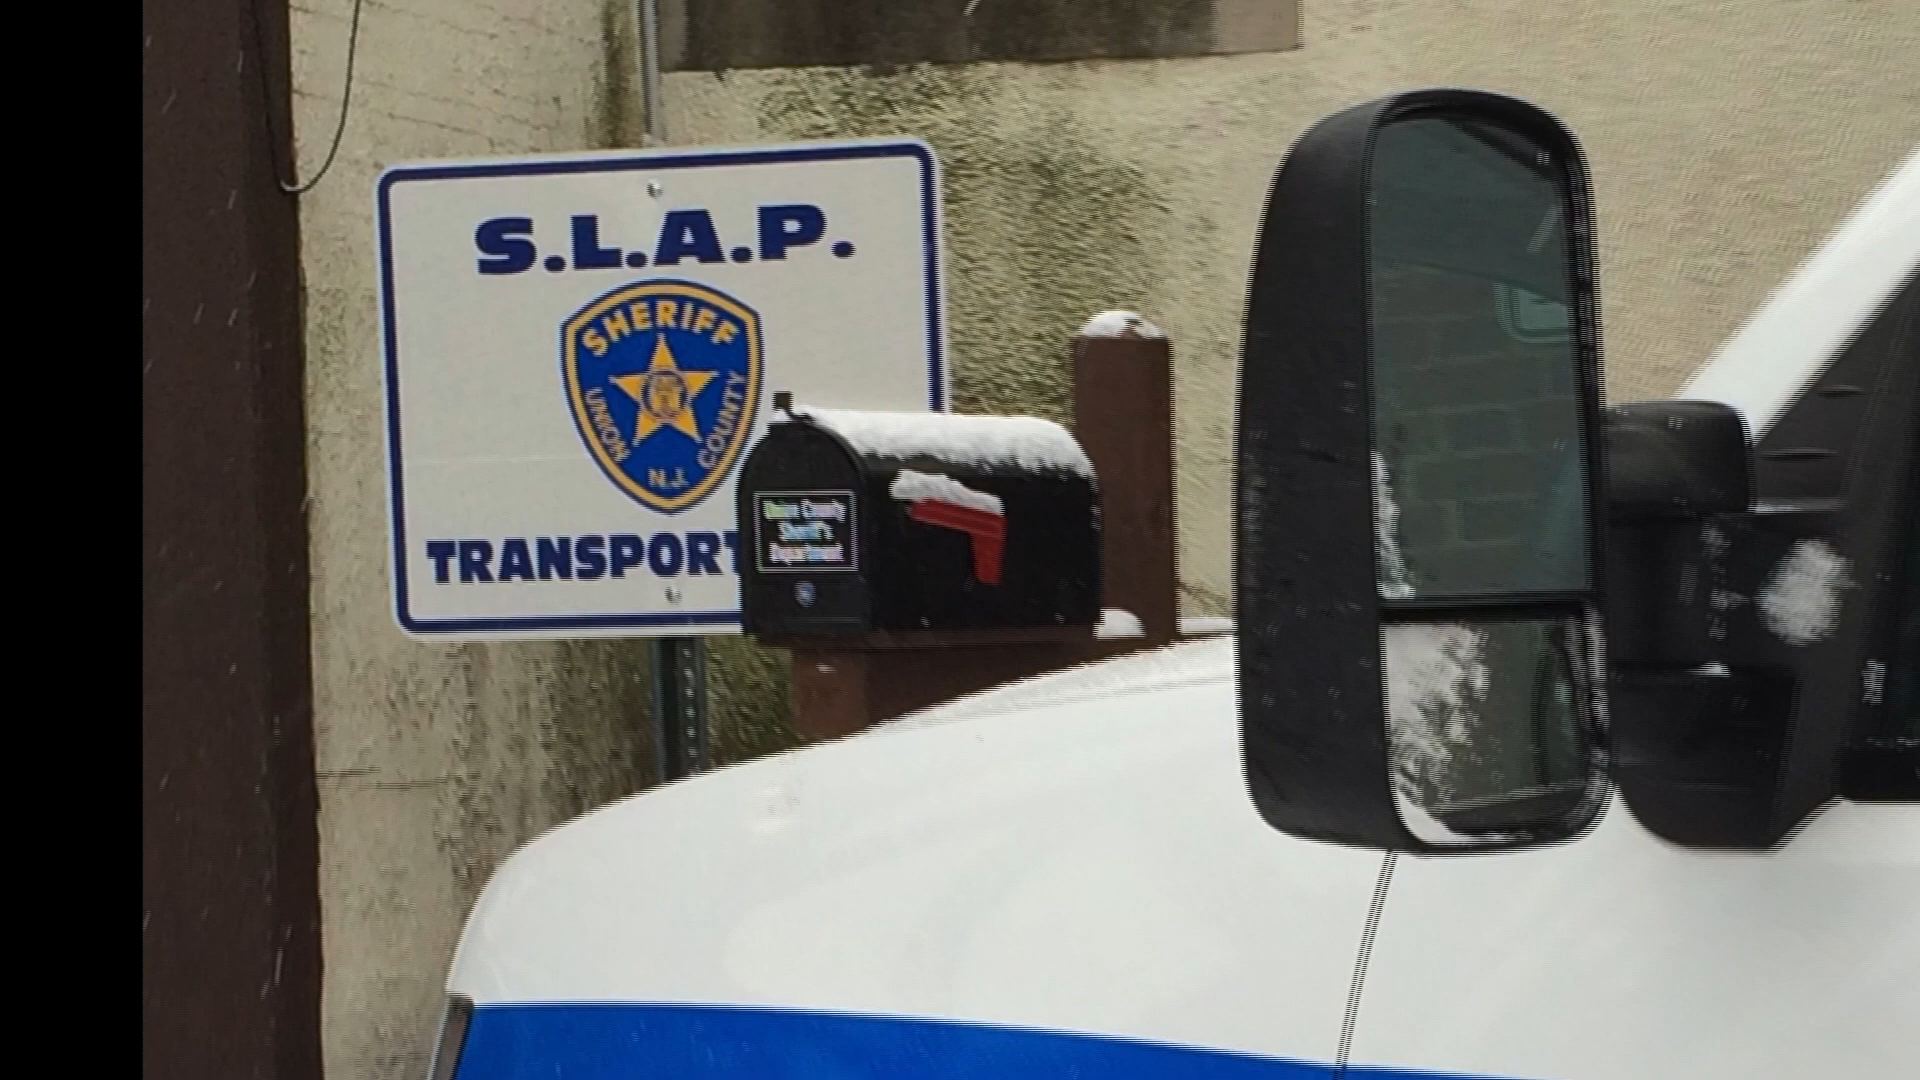 S.L.A.P.
SHERIFF
UNION COUNTY
N.J.
TRANSPORT
Union County
Sheriff's
Department